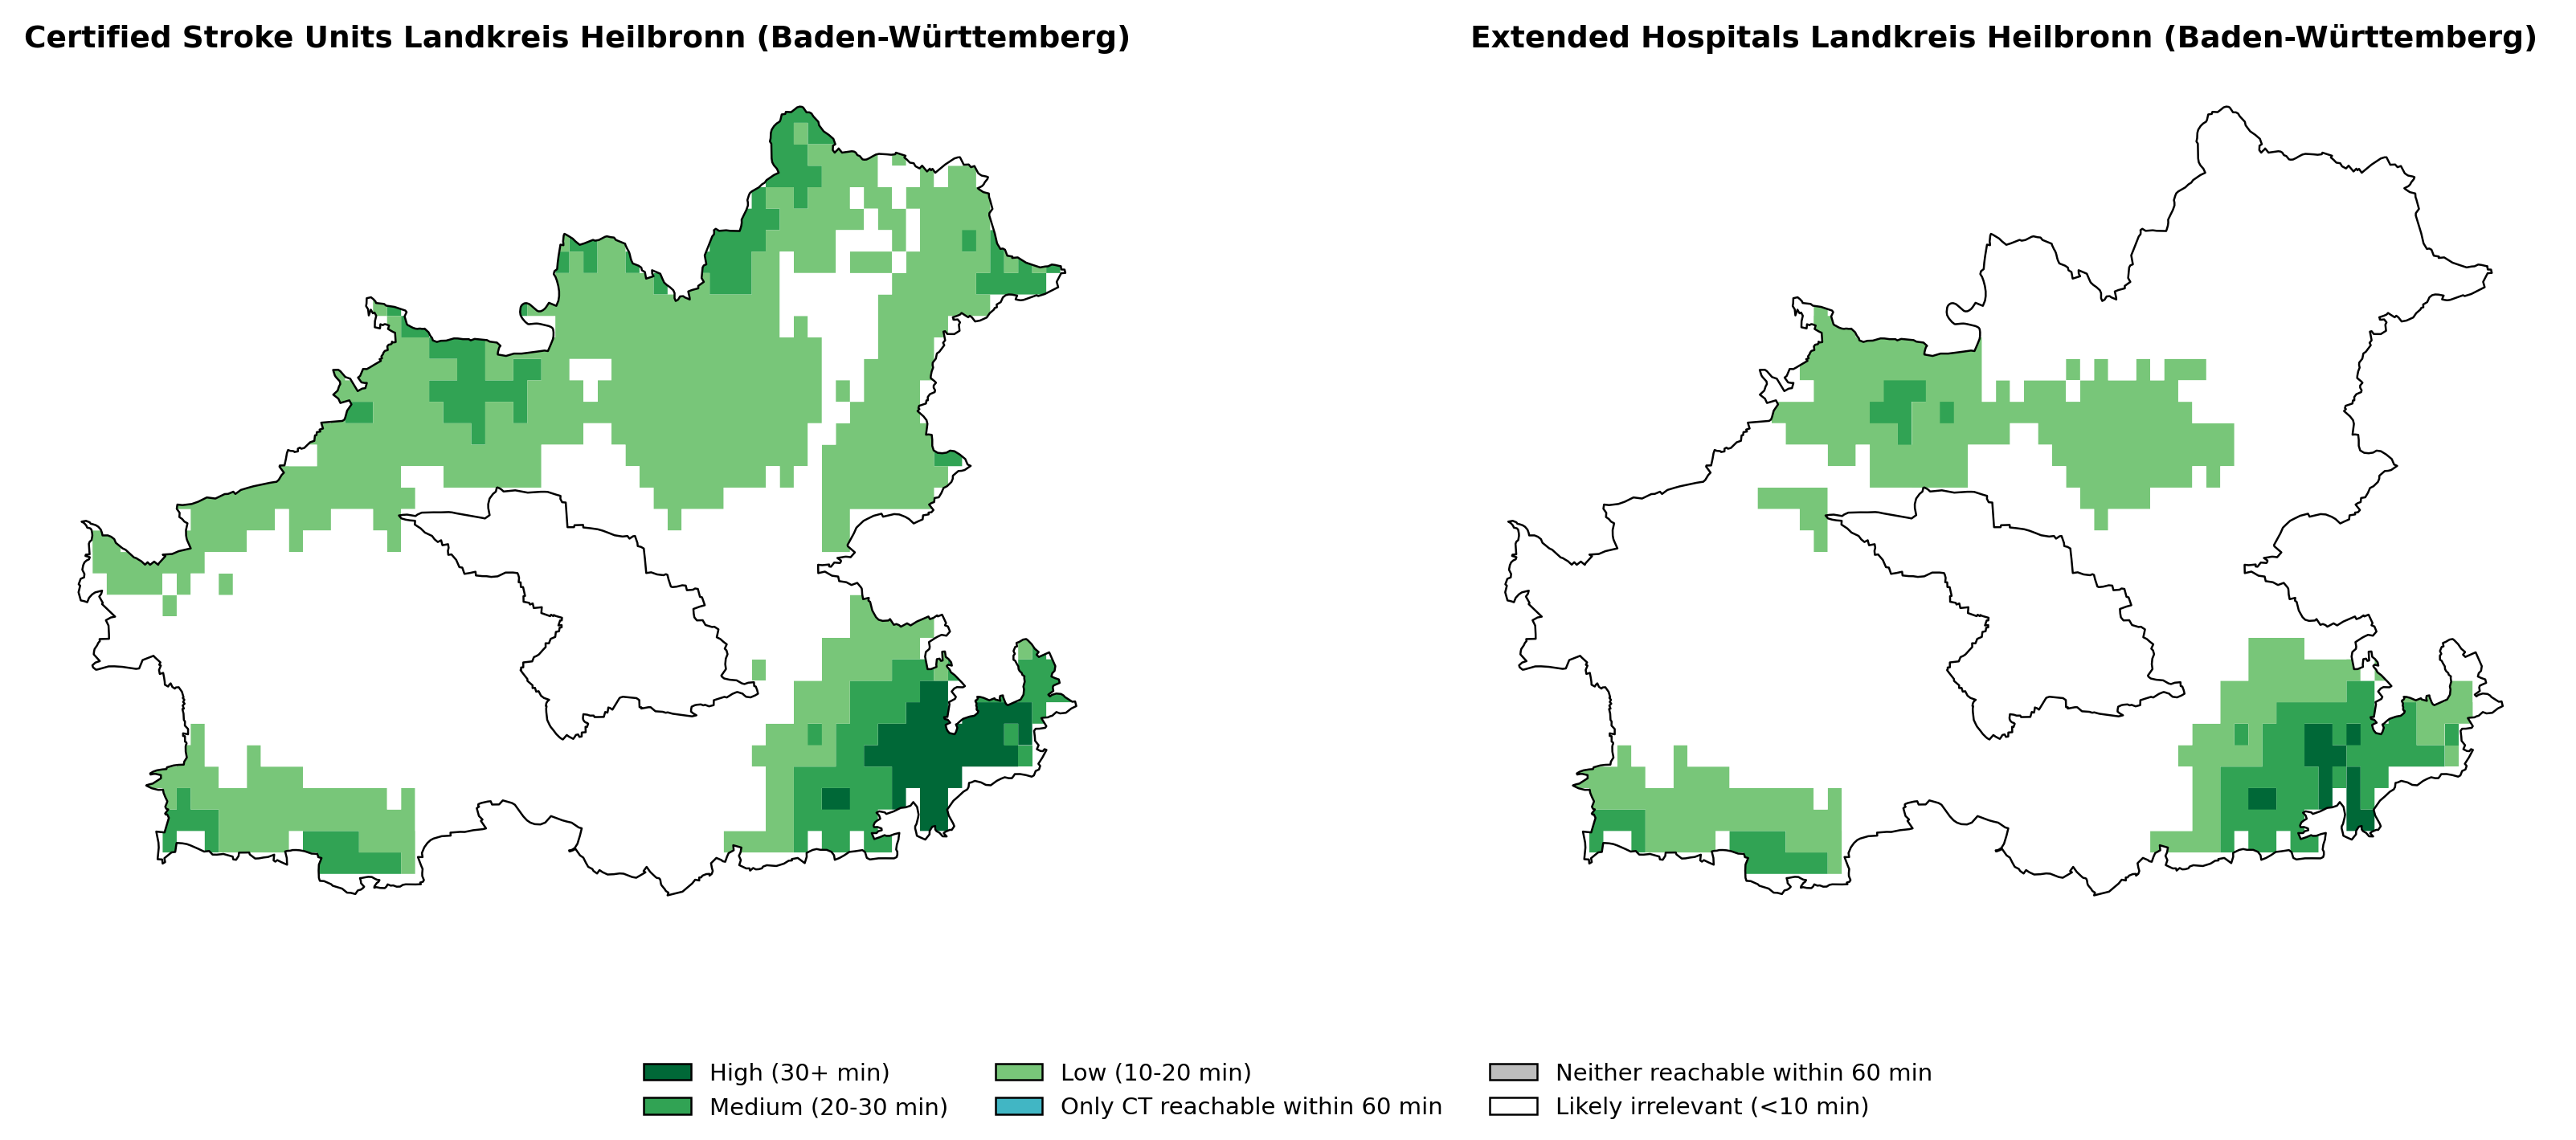 Certified Stroke Units Landkreis Heilbronn (Baden-Württemberg)
Extended Hospitals Landkreis Heilbronn (Baden-Württemberg)
High (30+ min)
Medium (20-30 min)
Low (10-20 min)
Only CT reachable within 60 min
Neither reachable within 60 min
Likely irrelevant (<10 min)